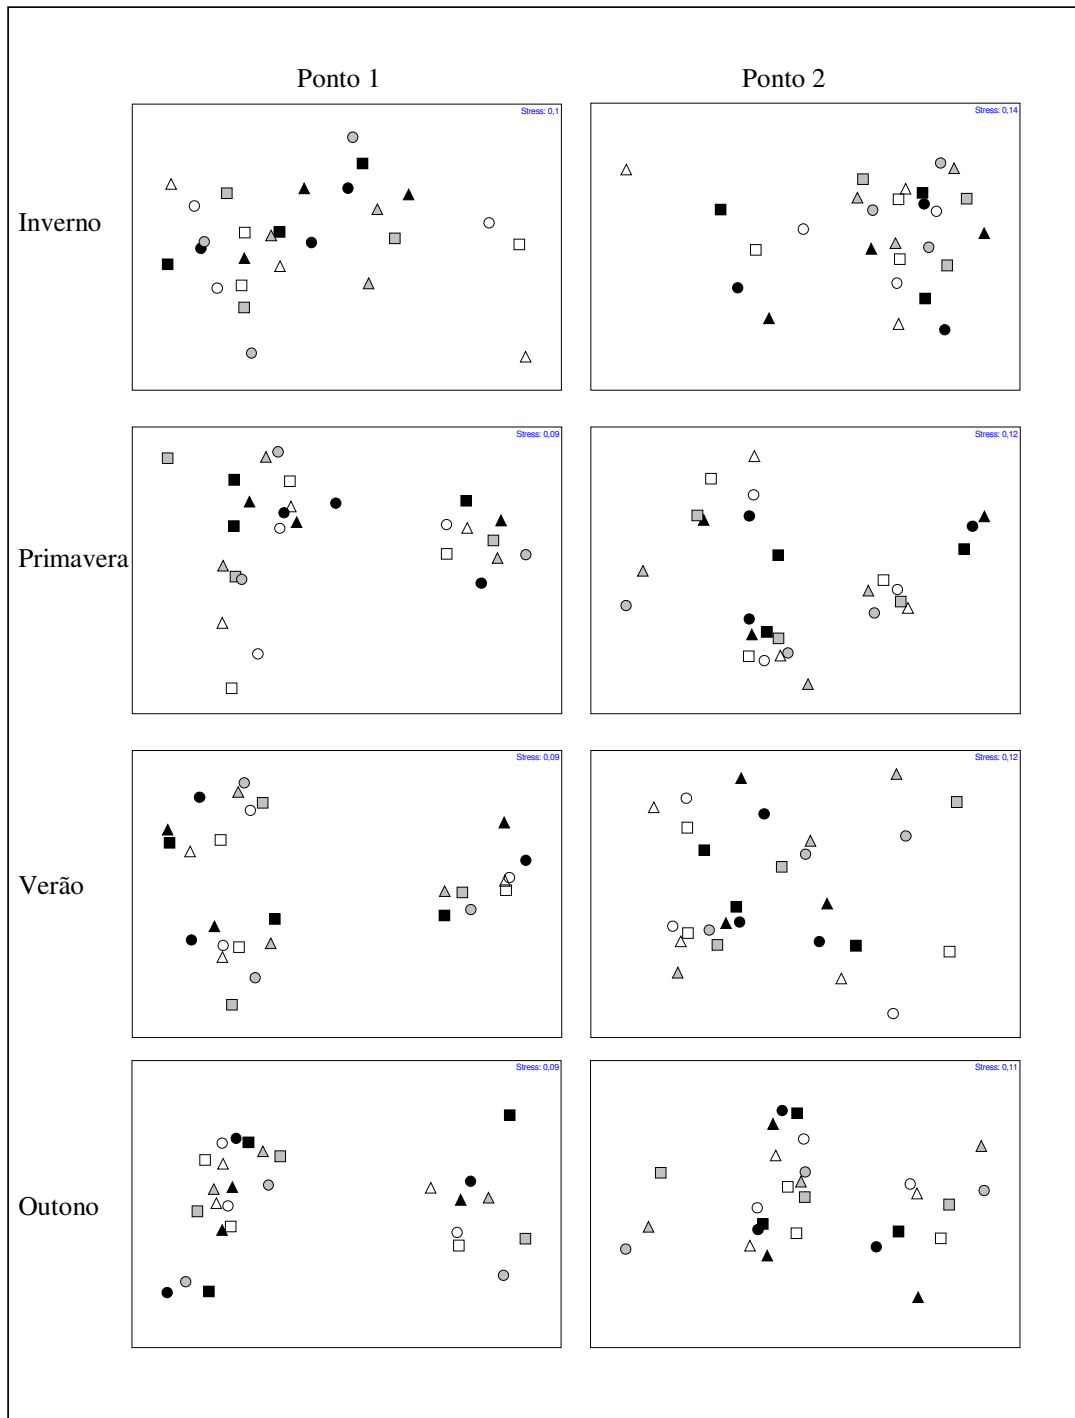 Ponto 1 Ponto 2
Stress: 0,1 Stress: 0,14
Inverno
Stress: 0,09 Stress: 0,12
Primavera
Stress: 0,09 Stress: 0,12
Verão
Stress: 0,09 Stress: 0,11
Outono